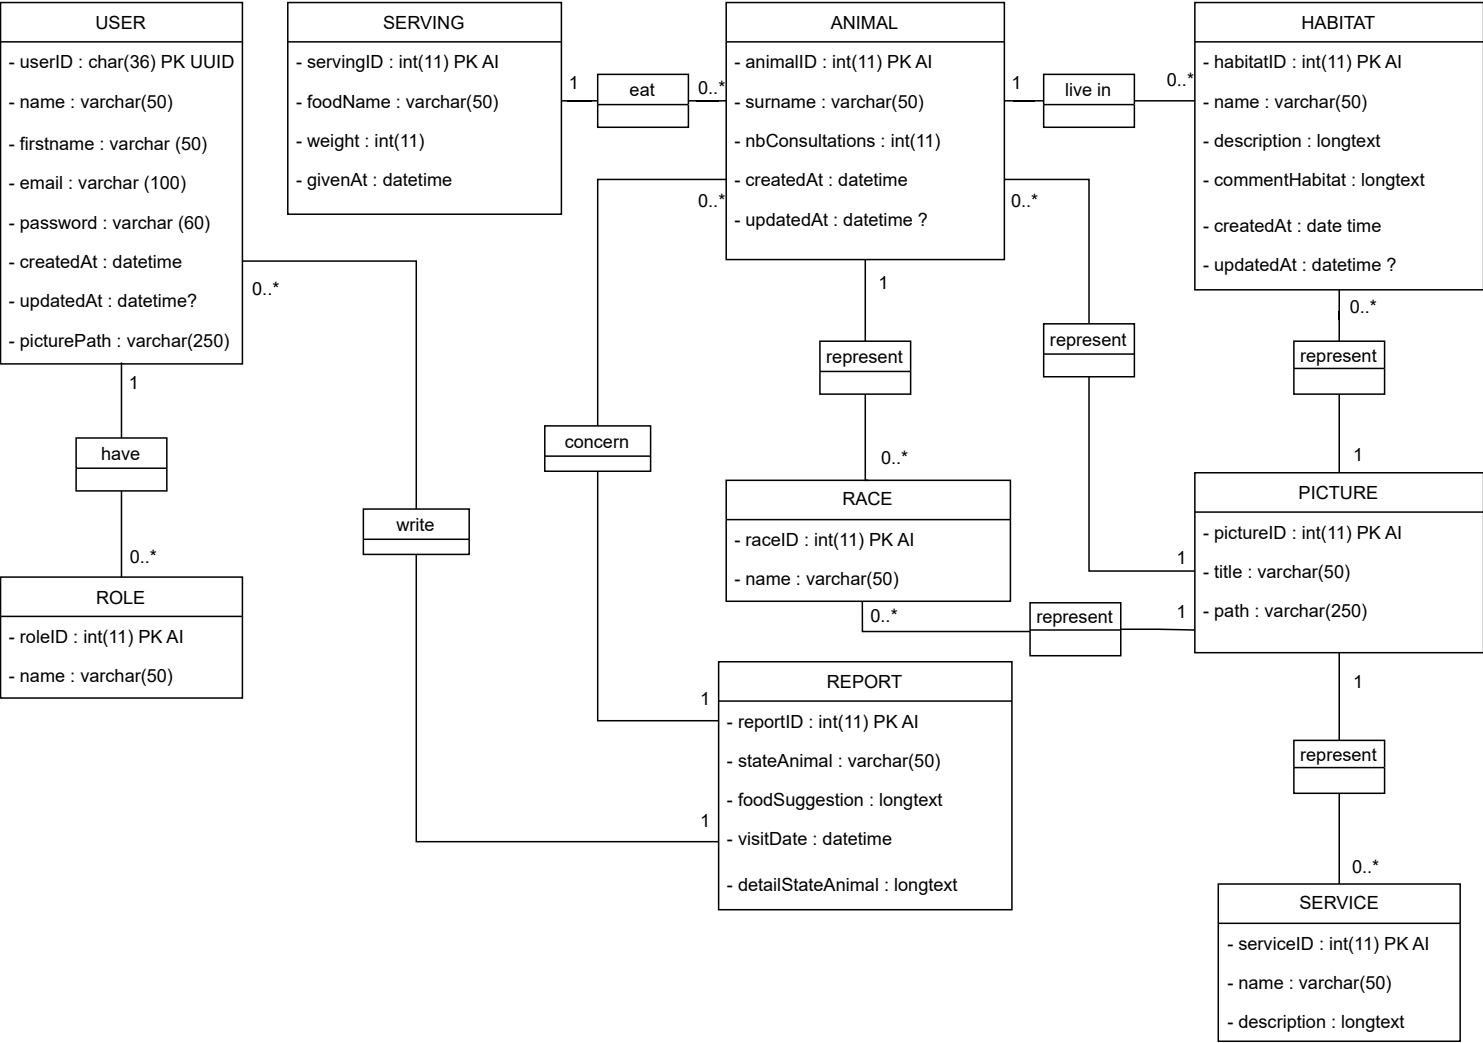 USER
- userID : char(36) PK UUID
- name : varchar(50)
- firstname : varchar (50)
- email : varchar (100)
- password : varchar (60)
- createdAt : datetime
- updatedAt : datetime?
- picturePath : varchar(250)
SERVING
- servingID : int(11) PK AI
- foodName : varchar(50)
- weight : int(11)
- givenAt : datetime
1
eat
0..*
ANIMAL
- animalID : int(11) PK AI
- surname : varchar(50)
- nbConsultations : int(11)
- createdAt : datetime
- updatedAt : datetime ?
1
live in
0..*
HABITAT
- habitatID : int(11) PK AI
- name : varchar(50)
- description : longtext
- commentHabitat : longtext
- createdAt : date time
- updatedAt : datetime ?
0..*
0..*
0..*
1
0..*
represent
represent
represent
1
have
0..*
concern
write
0..*
1
ROLE
- roleID : int(11) PK AI
- name : varchar(50)
RACE
- raceID : int(11) PK AI
- name : varchar(50)
0..*
represent
1
1
PICTURE
- pictureID : int(11) PK AI
- title : varchar(50)
- path : varchar(250)
1
1
REPORT
- reportID : int(11) PK AI
- stateAnimal : varchar(50)
- foodSuggestion : longtext
- visitDate : datetime
- detailStateAnimal : longtext
1
represent
0..*
SERVICE
- serviceID : int(11) PK AI
- name : varchar(50)
- description : longtext